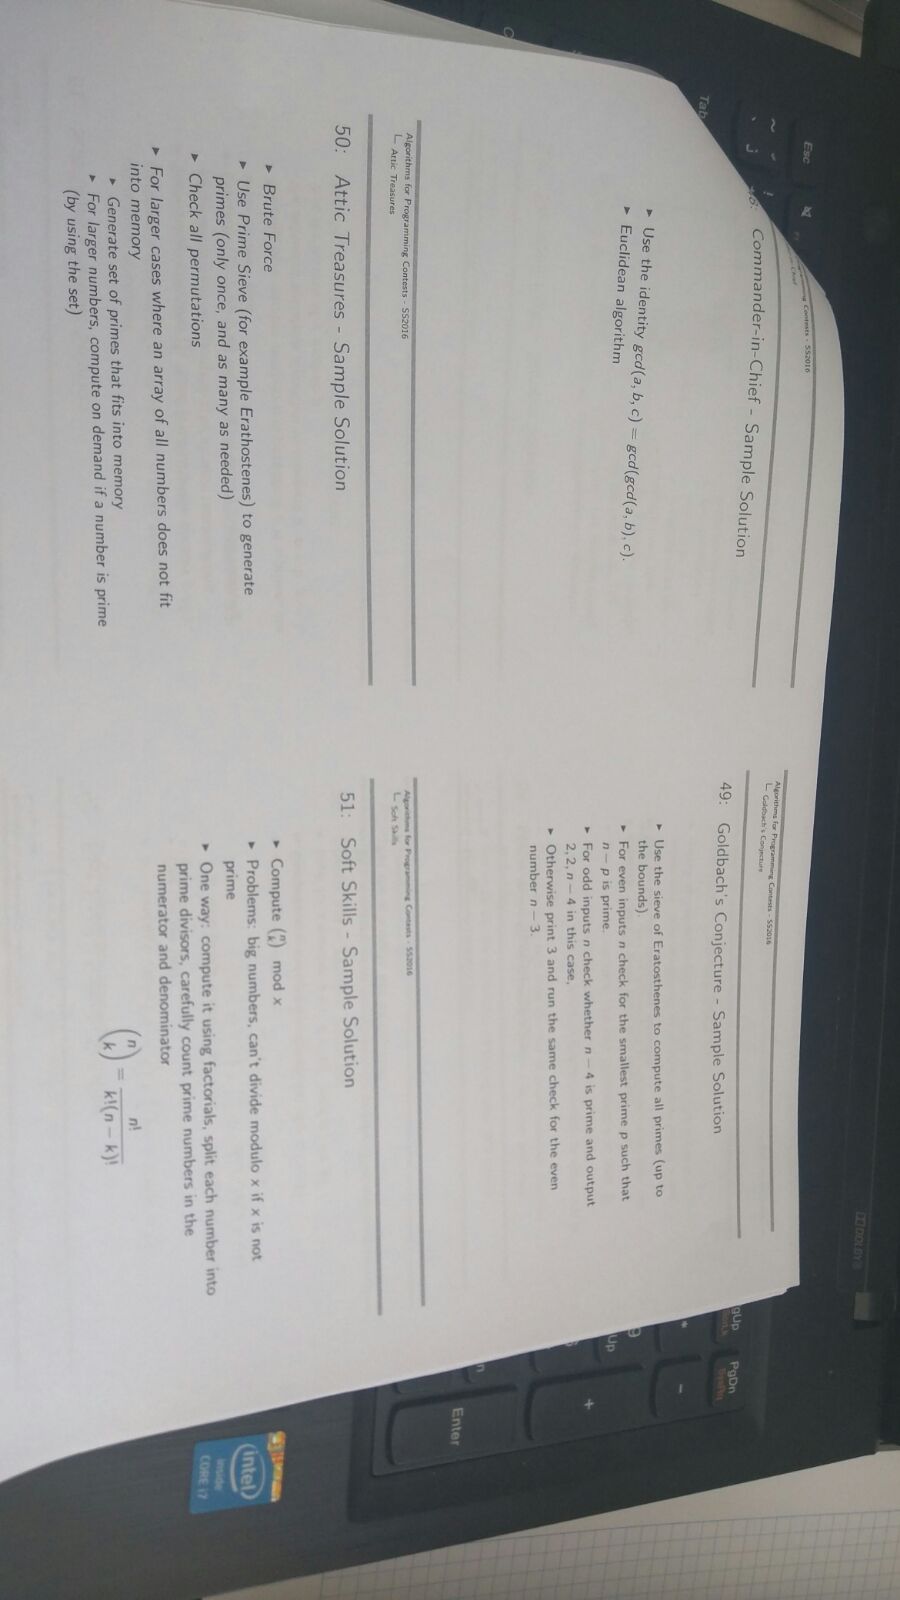 Contests - SS2016
Commander-in-Chief - Sample Solution
▸ Use the identity gcd(a, b, c) = gcd(gcd(a, b), c).
▸ Euclidean algorithm
Algorithms for Programming Contests - SS2016
Goldbach's Conjecture
49: Goldbach's Conjecture - Sample Solution
▸ Use the sieve of Eratosthenes to compute all primes (up to
the bounds).
▸ For even inputs n check for the smallest prime p such that
n − p is prime.
▸ For odd inputs n check whether n − 4 is prime and output
2, 2, n − 4 in this case,
▸ Otherwise print 3 and run the same check for the even
number n − 3.
Algorithms for Programming Contests - SS2016
Attic Treasures
50: Attic Treasures - Sample Solution
▸ Brute Force
▸ Use Prime Sieve (for example Erathostenes) to generate
primes (only once, and as many as needed)
▸ Check all permutations
▸ For larger cases where an array of all numbers does not fit
into memory
▸ Generate set of primes that fits into memory
▸ For larger numbers, compute on demand if a number is prime
(by using the set)
Algorithms for Programming Contests - SS2016
Soft Skills
51: Soft Skills - Sample Solution
▸ Compute (n k) mod x
▸ Problems: big numbers, can't divide modulo x if x is not
prime
▸ One way: compute it using factorials, split each number into
prime divisors, carefully count prime numbers in the
numerator and denominator
(n k) = n! / k!(n − k)!
Esc
Tab
DOLBY
PgDn
Up
+
-
*
9
Enter
intel
inside
CORE i7